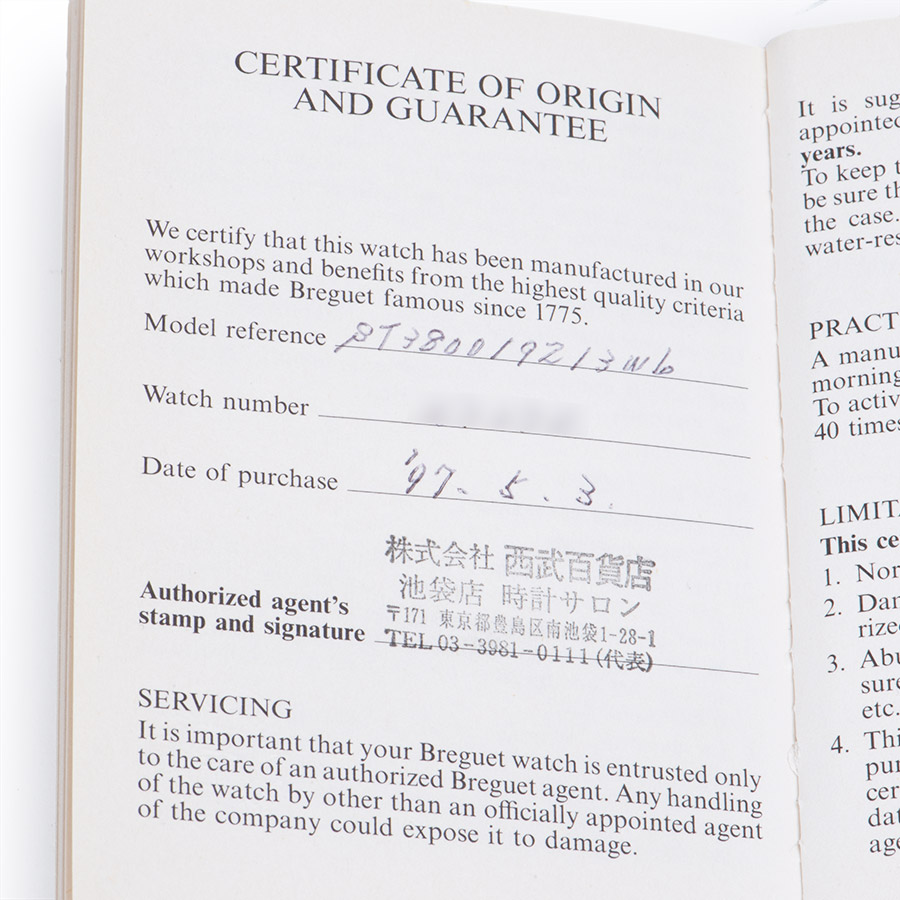 CERTIFICATE OF ORIGIN
AND GUARANTEE
We certify that this watch has been manufactured in our
workshops and benefits from the highest quality criteria
which made Breguet famous since 1775.
Model reference ST380019213W6
Watch number
Date of purchase '97. 5. 3.
株式会社 西武百貨店
池袋店 時計サロン
〒171 東京都豊島区南池袋1-28-1
TEL 03-3981-0111(代表)
Authorized agent's
stamp and signature
SERVICING
It is important that your Breguet watch is entrusted only
to the care of an authorized Breguet agent. Any handling
of the watch by other than an officially appointed agent
of the company could expose it to damage.
It is sug
appointed
years.
To keep
be sure th
the case.
water-res
PRACT
A manu
morning
To activ
40 times
LIMITA
This ce
1. Nor
2. Dam
rize
3. Abu
sure
etc.
4. Thi
pur
cer
dat
age